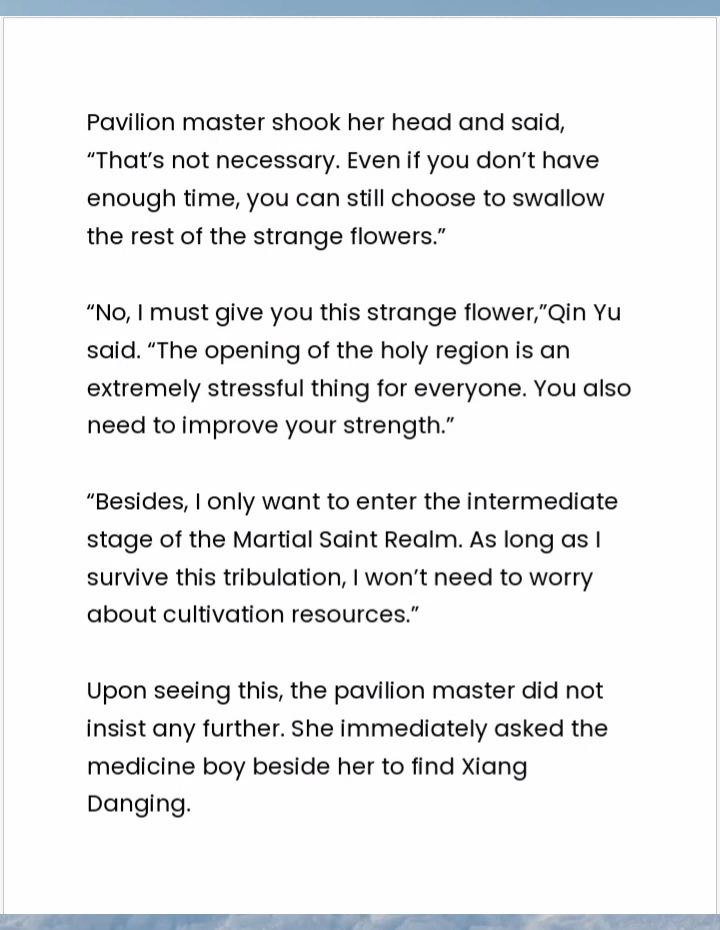 Pavilion master shook her head and said,
“That’s not necessary. Even if you don’t have
enough time, you can still choose to swallow
the rest of the strange flowers.”
“No, I must give you this strange flower,”Qin Yu
said. “The opening of the holy region is an
extremely stressful thing for everyone. You also
need to improve your strength.”
“Besides, I only want to enter the intermediate
stage of the Martial Saint Realm. As long as I
survive this tribulation, I won’t need to worry
about cultivation resources.”
Upon seeing this, the pavilion master did not
insist any further. She immediately asked the
medicine boy beside her to find Xiang
Danging.